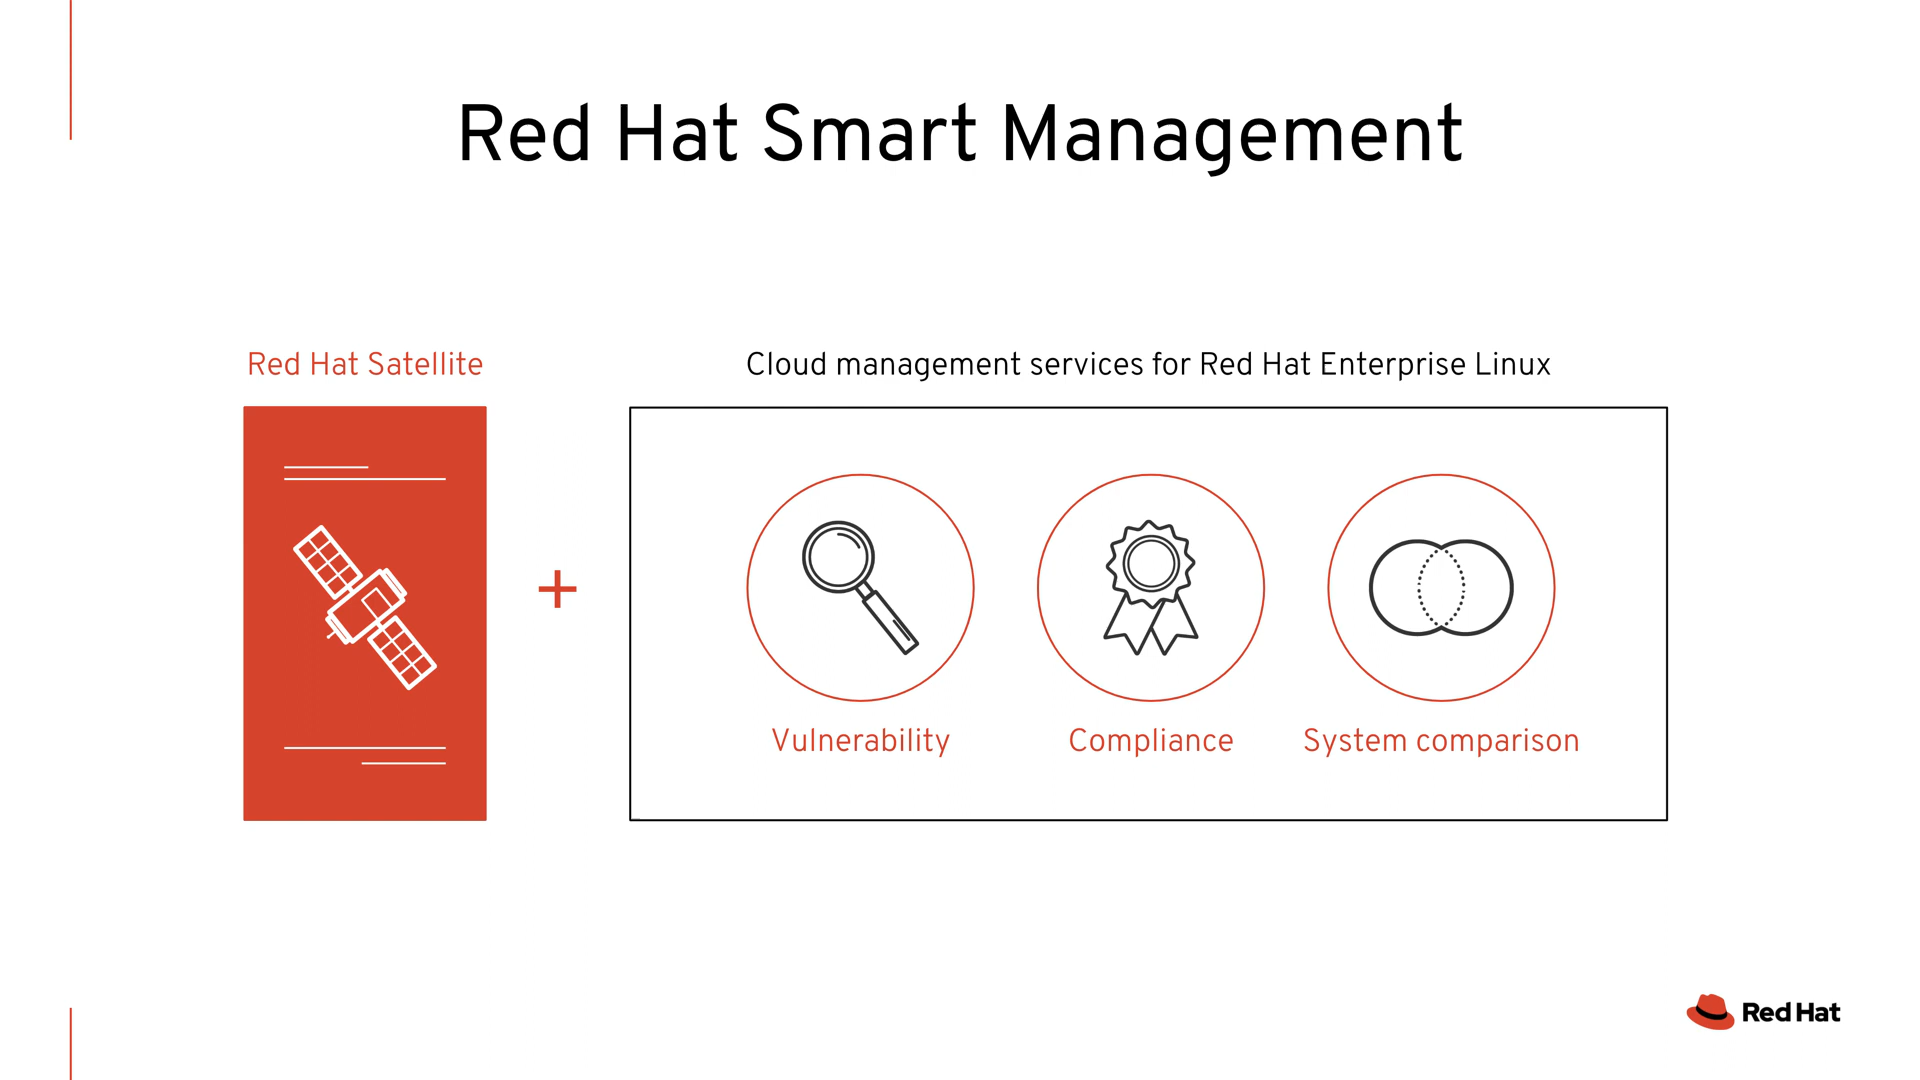 Red Hat Smart Management
Red Hat Satellite
Cloud management services for Red Hat Enterprise Linux
+
Vulnerability
Compliance
System comparison
Red Hat